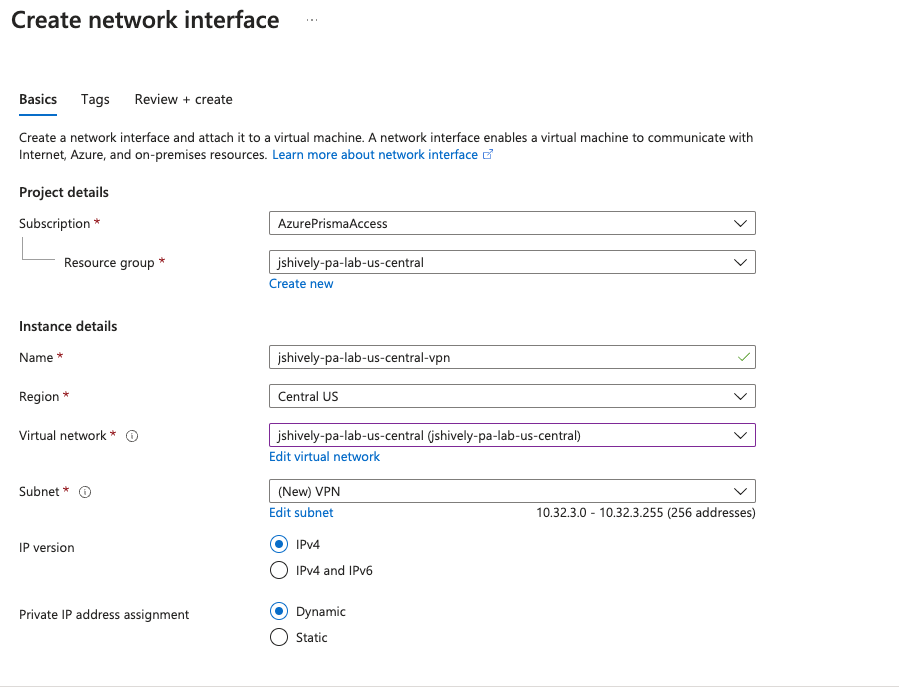 Create network interface ...
Basics Tags Review + create
Create a network interface and attach it to a virtual machine. A network interface enables a virtual machine to communicate with
Internet, Azure, and on-premises resources. Learn more about network interface
Project details
Subscription * AzurePrismaAccess
Resource group * jshively-pa-lab-us-central
Create new
Instance details
Name * jshively-pa-lab-us-central-vpn
Region * Central US
Virtual network * jshively-pa-lab-us-central (jshively-pa-lab-us-central)
Edit virtual network
Subnet * (New) VPN
Edit subnet 10.32.3.0 - 10.32.3.255 (256 addresses)
IP version IPv4
IPv4 and IPv6
Private IP address assignment Dynamic
Static